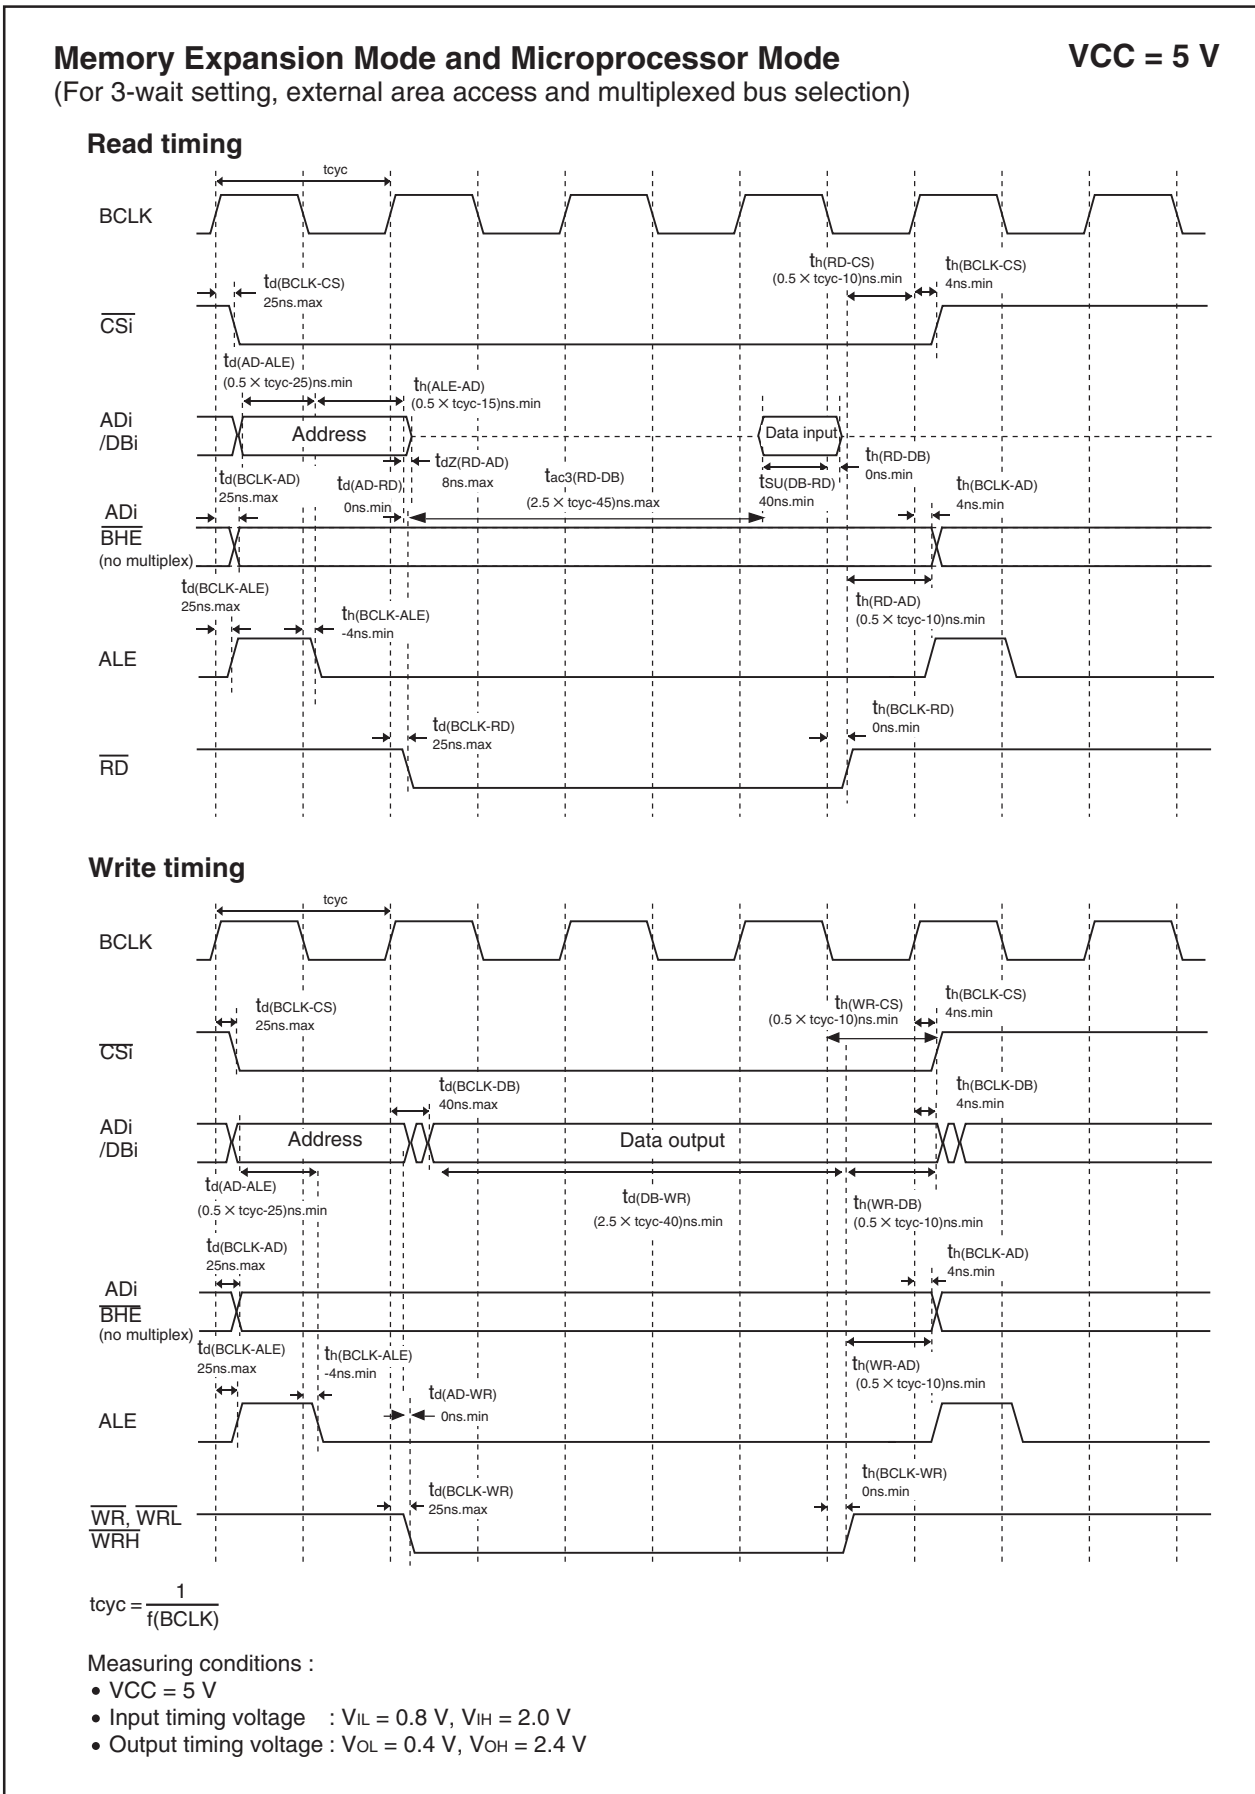 Memory Expansion Mode and Microprocessor Mode
VCC = 5 V
(For 3-wait setting, external area access and multiplexed bus selection)
Read timing
tcyc
BCLK
th(RD-CS)
(0.5 × tcyc-10)ns.min
th(BCLK-CS)
4ns.min
td(BCLK-CS)
25ns.max
CSi
td(AD-ALE)
(0.5 × tcyc-25)ns.min
th(ALE-AD)
(0.5 × tcyc-15)ns.min
ADi
/DBi
Address
Data input
td(BCLK-AD)
25ns.max
td(AD-RD)
0ns.min
tdZ(RD-AD)
8ns.max
tac3(RD-DB)
(2.5 × tcyc-45)ns.max
tSU(DB-RD)
40ns.min
th(RD-DB)
0ns.min
th(BCLK-AD)
4ns.min
ADi
BHE
(no multiplex)
td(BCLK-ALE)
25ns.max
th(BCLK-ALE)
-4ns.min
th(RD-AD)
(0.5 × tcyc-10)ns.min
ALE
td(BCLK-RD)
25ns.max
th(BCLK-RD)
0ns.min
RD
Write timing
tcyc
BCLK
td(BCLK-CS)
25ns.max
th(WR-CS)
(0.5 × tcyc-10)ns.min
th(BCLK-CS)
4ns.min
CSi
td(BCLK-DB)
40ns.max
th(BCLK-DB)
4ns.min
ADi
/DBi
Address
Data output
td(AD-ALE)
(0.5 × tcyc-25)ns.min
td(DB-WR)
(2.5 × tcyc-40)ns.min
th(WR-DB)
(0.5 × tcyc-10)ns.min
td(BCLK-AD)
25ns.max
th(BCLK-AD)
4ns.min
ADi
BHE
(no multiplex)
td(BCLK-ALE)
25ns.max
th(BCLK-ALE)
-4ns.min
td(AD-WR)
0ns.min
th(WR-AD)
(0.5 × tcyc-10)ns.min
ALE
td(BCLK-WR)
25ns.max
th(BCLK-WR)
0ns.min
WR, WRL
WRH
tcyc = 1
f(BCLK)
Measuring conditions :
• VCC = 5 V
• Input timing voltage : VIL = 0.8 V, VIH = 2.0 V
• Output timing voltage : VOL = 0.4 V, VOH = 2.4 V